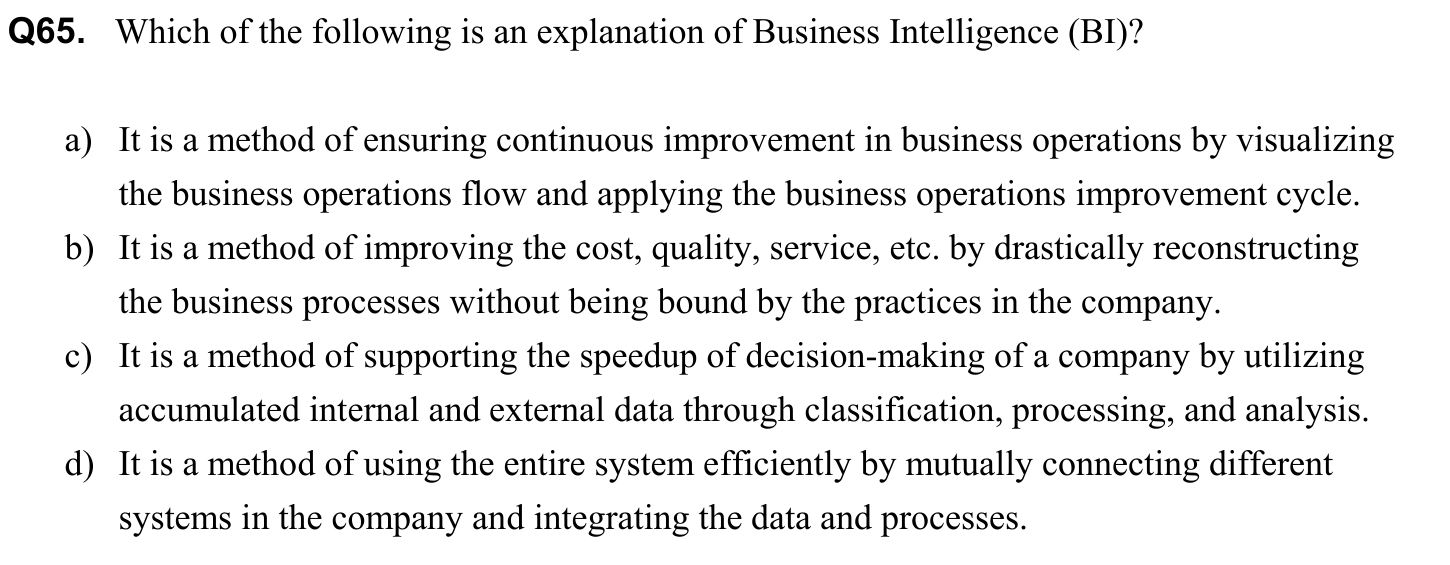 Q65. Which of the following is an explanation of Business Intelligence (BI)?
a) It is a method of ensuring continuous improvement in business operations by visualizing
the business operations flow and applying the business operations improvement cycle.
b) It is a method of improving the cost, quality, service, etc. by drastically reconstructing
the business processes without being bound by the practices in the company.
c) It is a method of supporting the speedup of decision-making of a company by utilizing
accumulated internal and external data through classification, processing, and analysis.
d) It is a method of using the entire system efficiently by mutually connecting different
systems in the company and integrating the data and processes.